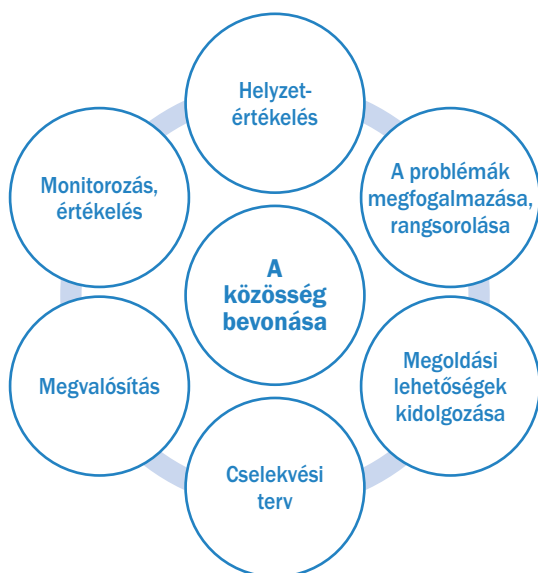 Helyzet-
értékelés
A problémák
megfogalmazása,
rangsorolása
Megoldási
lehetőségek
kidolgozása
Cselekvési
terv
Megvalósítás
Monitorozás,
értékelés
A
közösség
bevonása